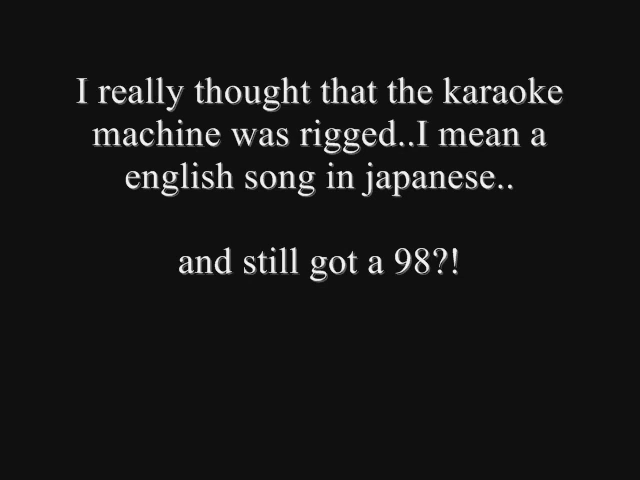 I really thought that the karaoke
machine was rigged..I mean a
english song in japanese..
and still got a 98?!